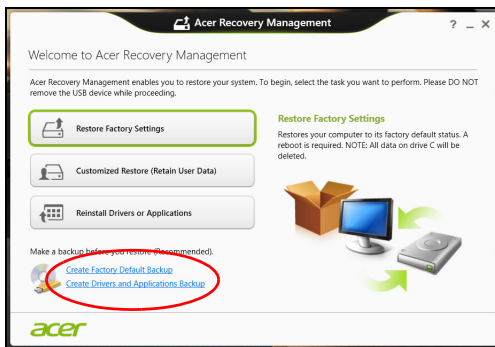 Acer Recovery Management
? _ ×
Welcome to Acer Recovery Management
Acer Recovery Management enables you to restore your system. To begin, select the task you want to perform. Please DO NOT
remove the USB device while proceeding.
Restore Factory Settings
Customized Restore (Retain User Data)
Reinstall Drivers or Applications
Restore Factory Settings
Restores your computer to its factory default status. A
reboot is required. NOTE: All data on drive C will be
deleted.
Make a backup before you restore (Recommended).
Create Factory Default Backup
Create Drivers and Applications Backup
acer